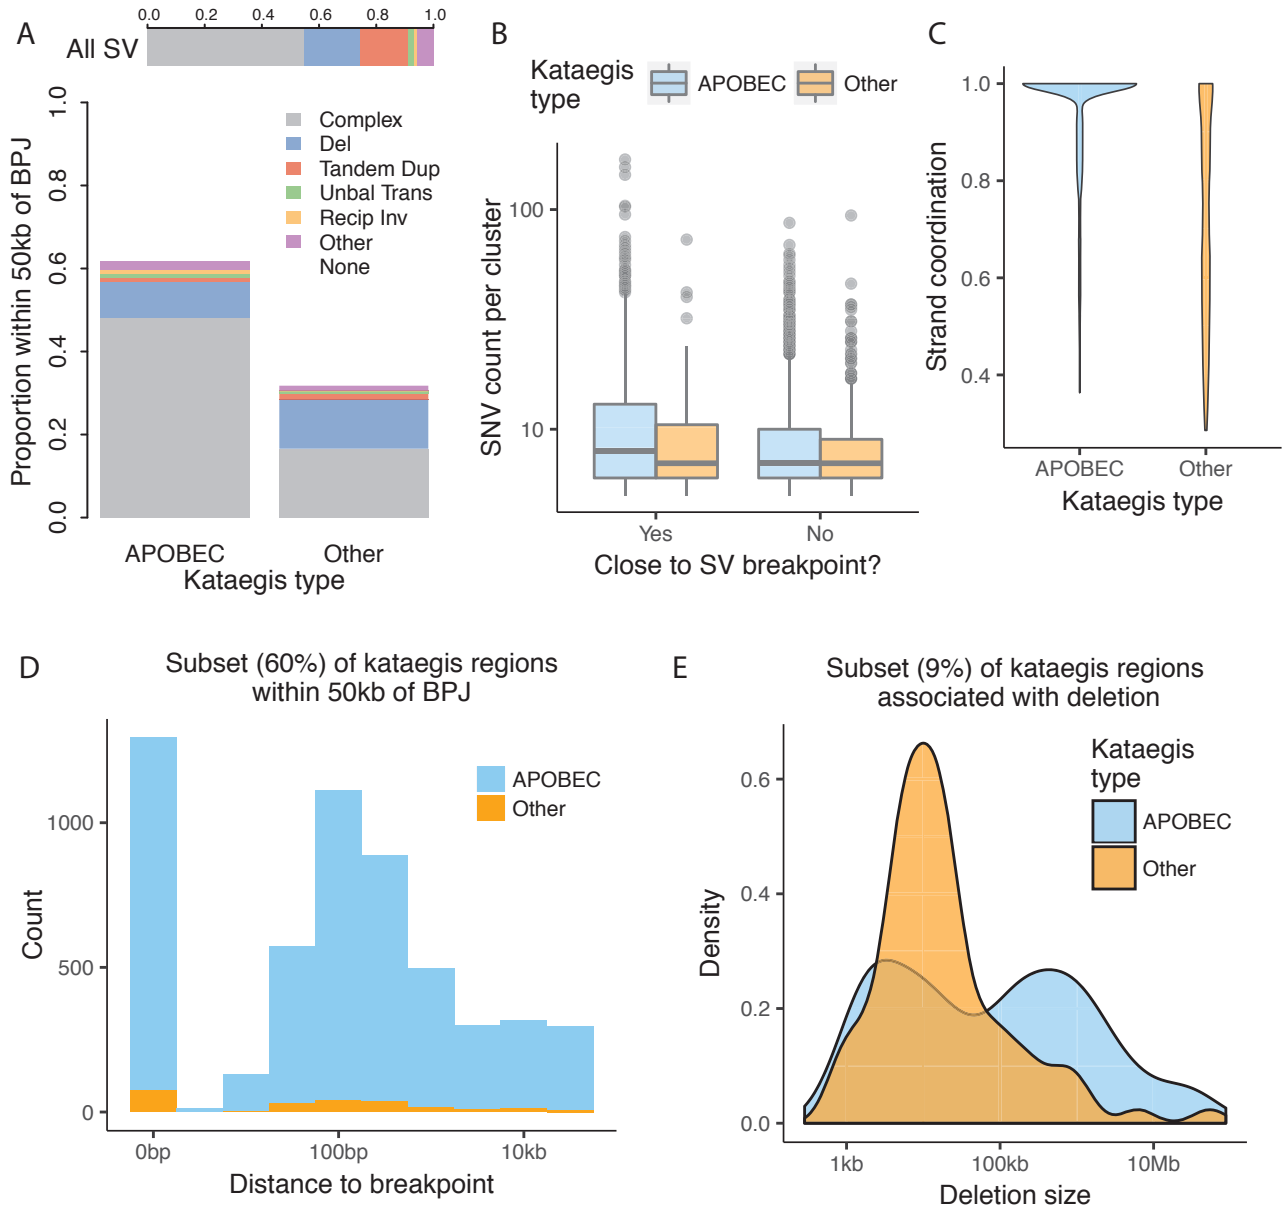 A
0.0 0.2 0.4 0.6 0.8 1.0
All SV
Proportion within 50kb of BPJ
0.0 0.2 0.4 0.6 0.8 1.0
Complex
Del
Tandem Dup
Unbal Trans
Recip Inv
Other
None
APOBEC Other
Kataegis type
B
Kataegis
type
APOBEC Other
SNV count per cluster
100
10
Yes No
Close to SV breakpoint?
C
Strand coordination
1.0
0.8
0.6
0.4
APOBEC Other
Kataegis type
D
Subset (60%) of kataegis regions
within 50kb of BPJ
APOBEC
Other
Count
1000
500
0
0bp 100bp 10kb
Distance to breakpoint
E
Subset (9%) of kataegis regions
associated with deletion
Kataegis
type
APOBEC
Other
Density
0.6
0.4
0.2
0.0
1kb 100kb 10Mb
Deletion size